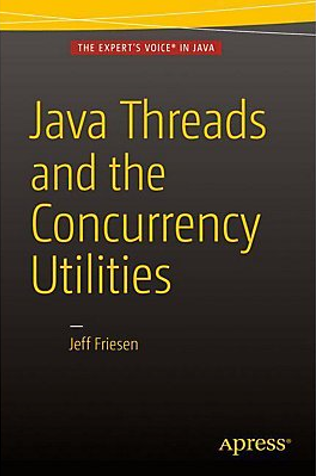 THE EXPERT'S VOICE® IN JAVA
Java Threads
and the
Concurrency
Utilities
Jeff Friesen
Apress®